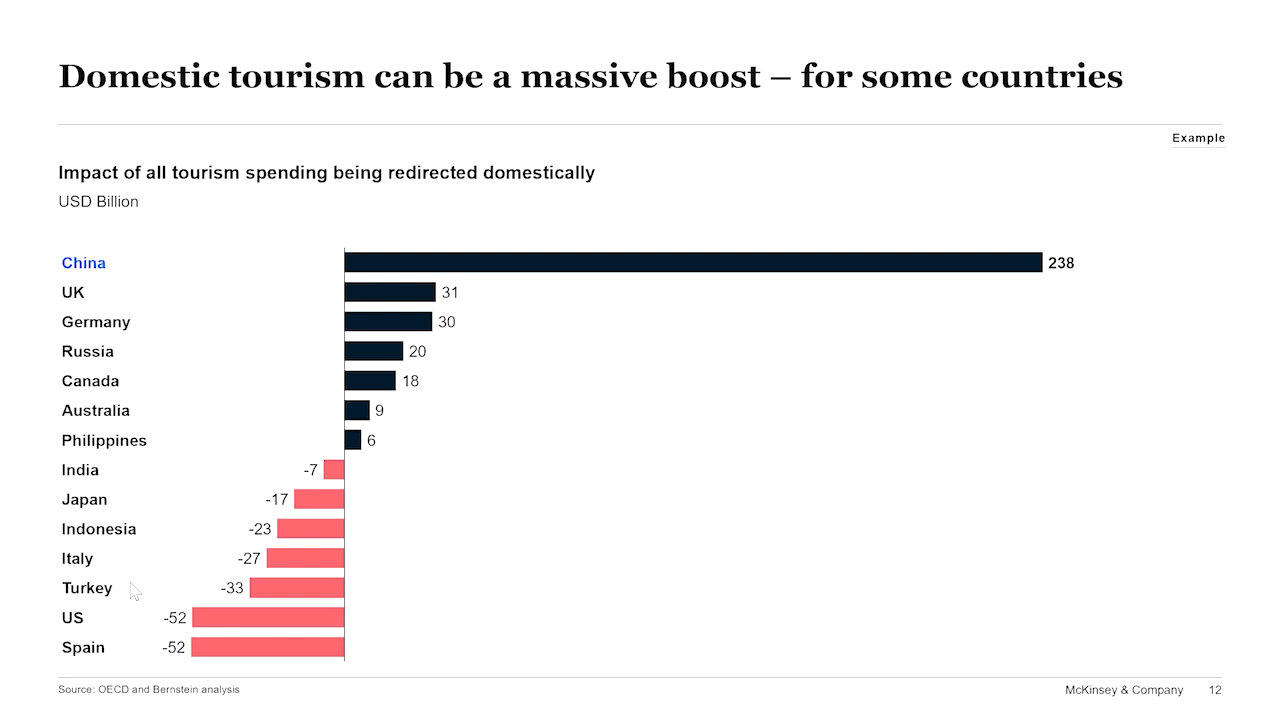 Domestic tourism can be a massive boost – for some countries
Example
Impact of all tourism spending being redirected domestically
USD Billion
China 238
UK 31
Germany 30
Russia 20
Canada 18
Australia 9
Philippines 6
India -7
Japan -17
Indonesia -23
Italy -27
Turkey -33
US -52
Spain -52
Source: OECD and Bernstein analysis
McKinsey & Company 12